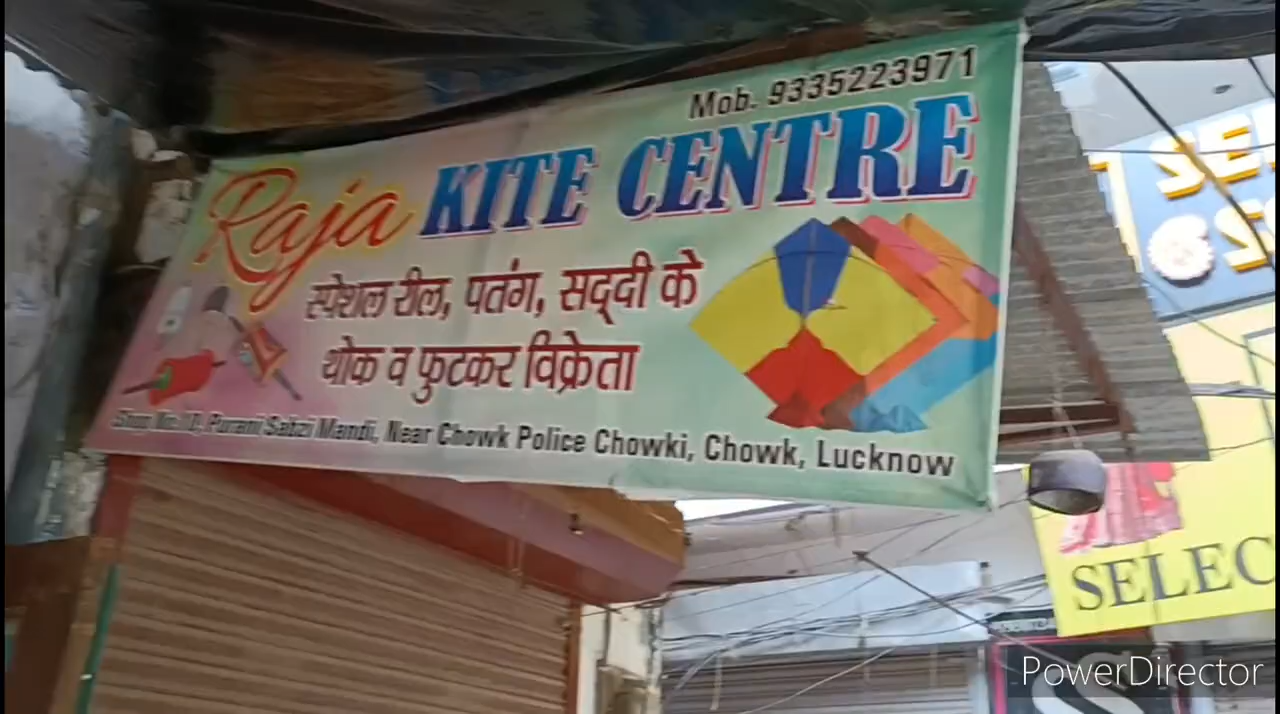 Mob. 9335223971
Raja KITE CENTRE
स्पेशल रील, पतंग, सद्दी के
थोक व फुटकर विक्रेता
Purani Sabzi Mandi, Near Chowk Police Chowki, Chowk, Lucknow
SELEC
PowerDirector